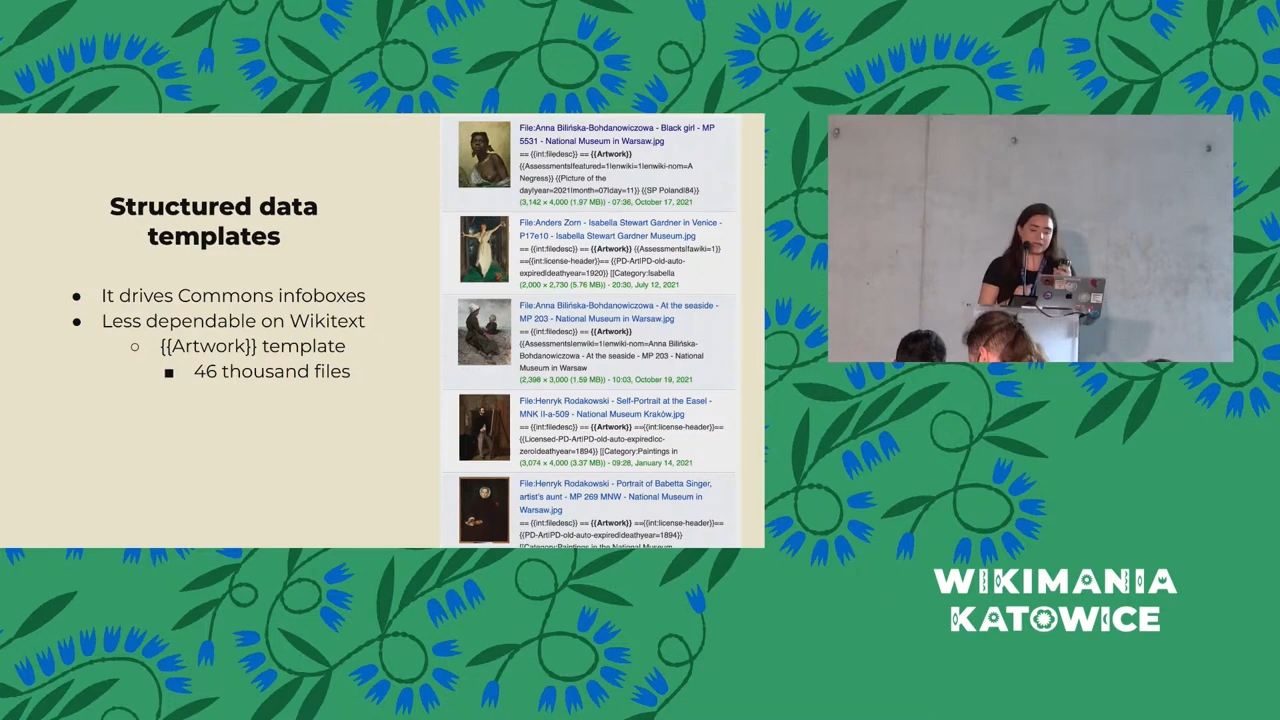 Structured data
templates
● It drives Commons infoboxes
● Less dependable on Wikitext
○ {{Artwork}} template
■ 46 thousand files
File:Anna Bilińska-Bohdanowiczowa - Black girl - MP
5531 - National Museum in Warsaw.jpg
== {{int:filedesc}} == {{Artwork}}
{{Assessments|featured=1|enwiki=1|enwiki-nom=A
Negress}} {{Picture of the
day|year=2021|month=07|day=11}} {{SP Poland|84}}
(3,142 × 4,000 (1.97 MB)) - 07:36, October 17, 2021
File:Anders Zorn - Isabella Stewart Gardner in Venice -
P17e10 - Isabella Stewart Gardner Museum.jpg
== {{int:filedesc}} == {{Artwork}} {{Assessments|fawiki=1}}
=={{int:license-header}}== {{PD-Art|PD-old-auto-
expired|deathyear=1920}} [[Category:Isabella
(2,000 × 2,730 (5.76 MB)) - 20:30, July 12, 2021
File:Anna Bilińska-Bohdanowiczowa - At the seaside -
MP 203 - National Museum in Warsaw.jpg
== {{int:filedesc}} == {{Artwork}}
{{Assessments|enwiki=1|enwiki-nom=Anna Bilińska-
Bohdanowiczowa - At the seaside - MP 203 - National
Museum in Warsaw
(2,398 × 3,000 (1.59 MB)) - 10:03, October 19, 2021
File:Henryk Rodakowski - Self-Portrait at the Easel -
MNK II-a-509 - National Museum Kraków.jpg
== {{int:filedesc}} == {{Artwork}} =={{int:license-header}}==
{{Licensed-PD-Art|PD-old-auto-expired|cc-
zero|deathyear=1894}} [[Category:Paintings in
(3,074 × 4,000 (3.37 MB)) - 09:28, January 14, 2021
File:Henryk Rodakowski - Portrait of Babetta Singer,
artist's aunt - MP 269 MNW - National Museum in
Warsaw.jpg
== {{int:filedesc}} == {{Artwork}} =={{int:license-header}}==
{{PD-Art|PD-old-auto-expired|deathyear=1894}}
[[Category:Paintings in the National Museum
WIKIMANIA
KATOWICE